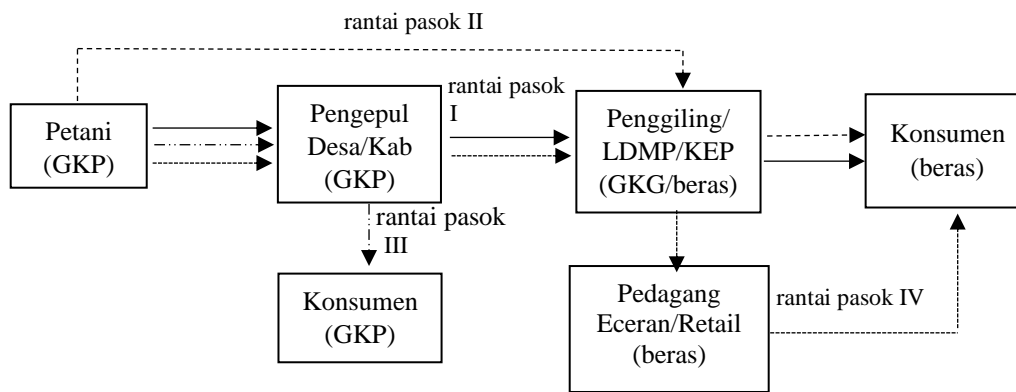 rantai pasok II
Petani
(GKP)
Pengepul
Desa/Kab
(GKP)
rantai pasok
I
Penggiling/
LDMP/KEP
(GKG/beras)
Konsumen
(beras)
rantai pasok
III
Konsumen
(GKP)
Pedagang
Eceran/Retail
(beras)
rantai pasok IV